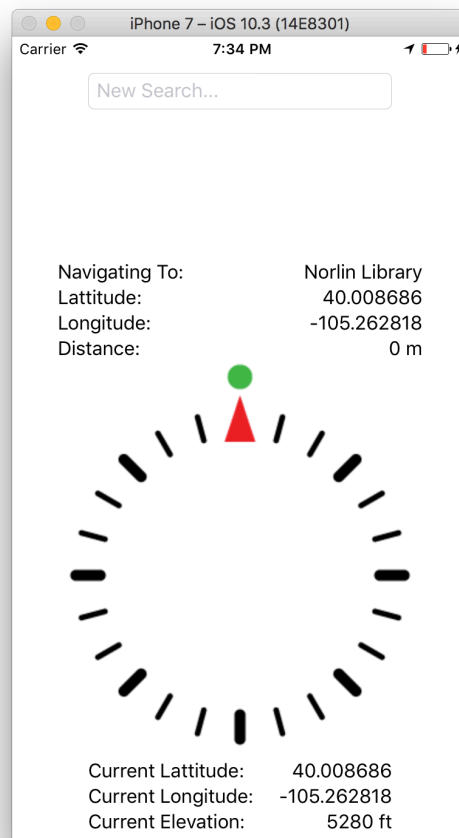 iPhone 7 – iOS 10.3 (14E8301)
Carrier 7:34 PM
New Search...
Navigating To: Norlin Library
Lattitude: 40.008686
Longitude: -105.262818
Distance: 0 m
Current Lattitude: 40.008686
Current Longitude: -105.262818
Current Elevation: 5280 ft